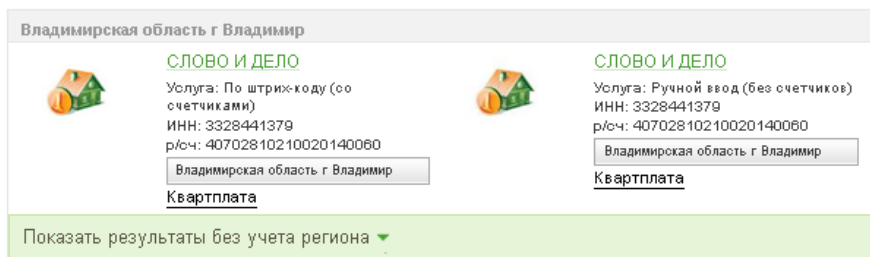 Владимирская область г Владимир
СЛОВО И ДЕЛО
Услуга: По штрих-коду (со
счетчиками)
ИНН: 3328441379
р/сч: 40702810210020140060
Владимирская область г Владимир
Квартплата
СЛОВО И ДЕЛО
Услуга: Ручной ввод (без счетчиков)
ИНН: 3328441379
р/сч: 40702810210020140060
Владимирская область г Владимир
Квартплата
Показать результаты без учета региона